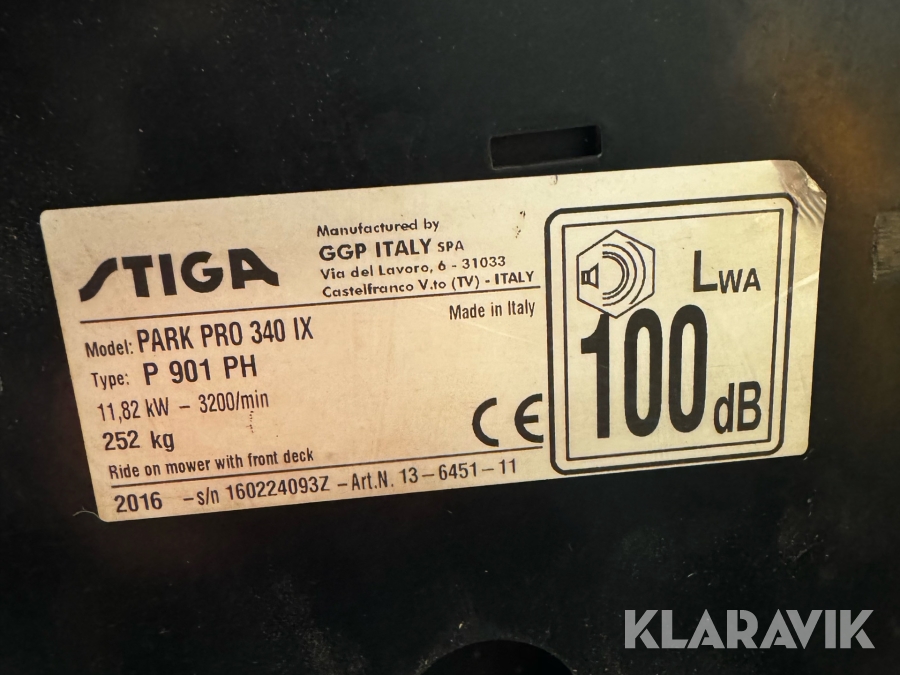 STIGA
Manufactured by
GGP ITALY SPA
Via del Lavoro, 6 - 31033
Castelfranco V.to (TV) - ITALY
Made in Italy
Model: PARK PRO 340 IX
Type: P 901 PH
11,82 kW - 3200/min
252 kg
CE
Ride on mower with front deck
2016 -s/n 160224093Z -Art.N. 13-6451-11
LWA
100 dB
KLARAVIK